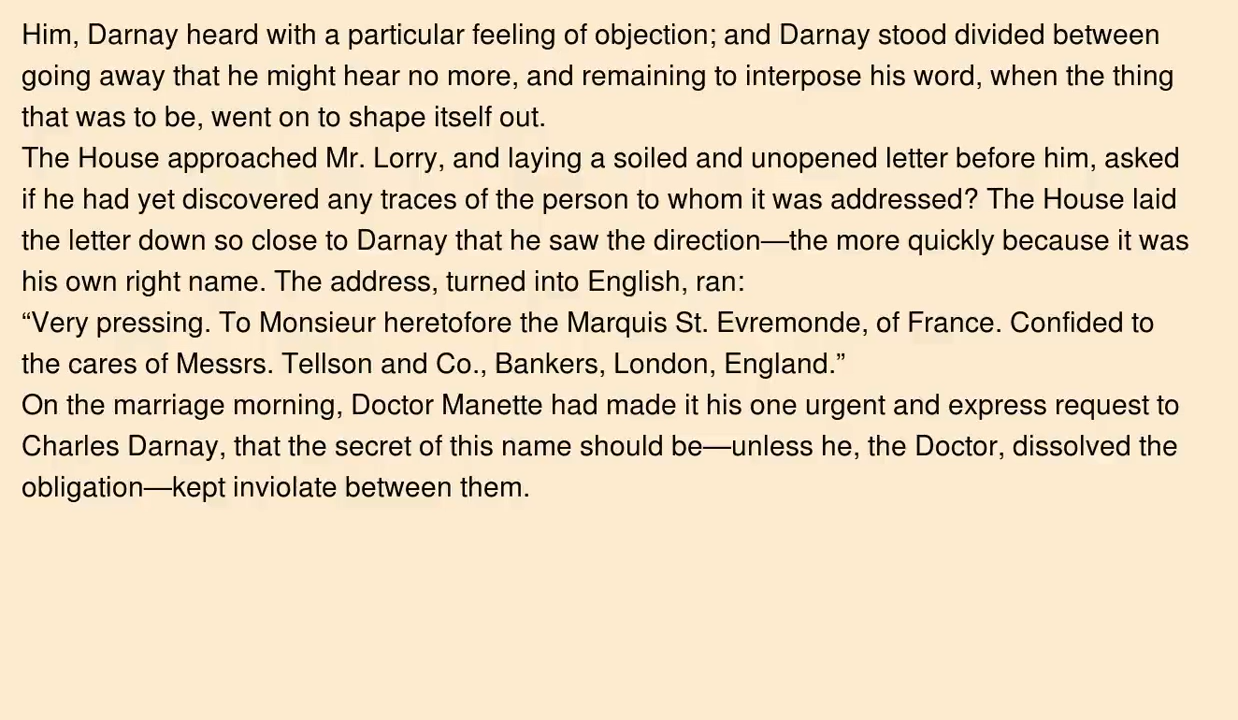 Him, Darnay heard with a particular feeling of objection; and Darnay stood divided between
going away that he might hear no more, and remaining to interpose his word, when the thing
that was to be, went on to shape itself out.
The House approached Mr. Lorry, and laying a soiled and unopened letter before him, asked
if he had yet discovered any traces of the person to whom it was addressed? The House laid
the letter down so close to Darnay that he saw the direction—the more quickly because it was
his own right name. The address, turned into English, ran:
“Very pressing. To Monsieur heretofore the Marquis St. Evremonde, of France. Confided to
the cares of Messrs. Tellson and Co., Bankers, London, England.”
On the marriage morning, Doctor Manette had made it his one urgent and express request to
Charles Darnay, that the secret of this name should be—unless he, the Doctor, dissolved the
obligation—kept inviolate between them.